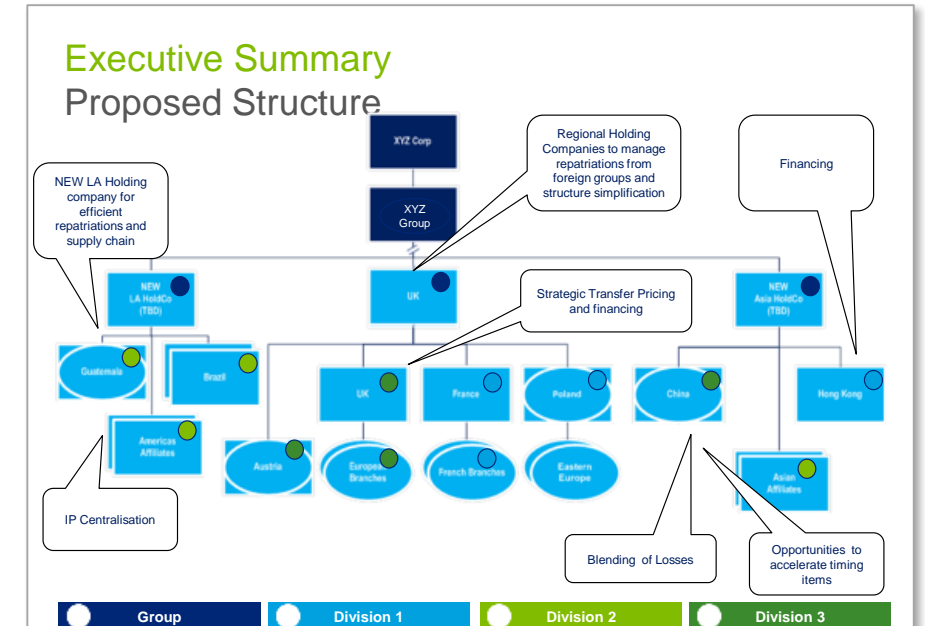 Executive Summary
Proposed Structure
XYZ Corp
XYZ
Group
Regional Holding
Companies to manage
repatriations from
foreign groups and
structure simplification
Financing
NEW LA Holding
company for
efficient
repatriations and
supply chain
NEW
LA HoldCo
(TBD)
UK
NEW
Asia HoldCo
(TBD)
Strategic Transfer Pricing
and financing
Guatemala
Brazil
UK
France
Poland
China
Hong Kong
Americas
Affiliates
Austria
European
Branches
French Branches
Eastern
Europe
Asian
Affiliates
IP Centralisation
Blending of Losses
Opportunities to
accelerate timing
items
Group
Division 1
Division 2
Division 3